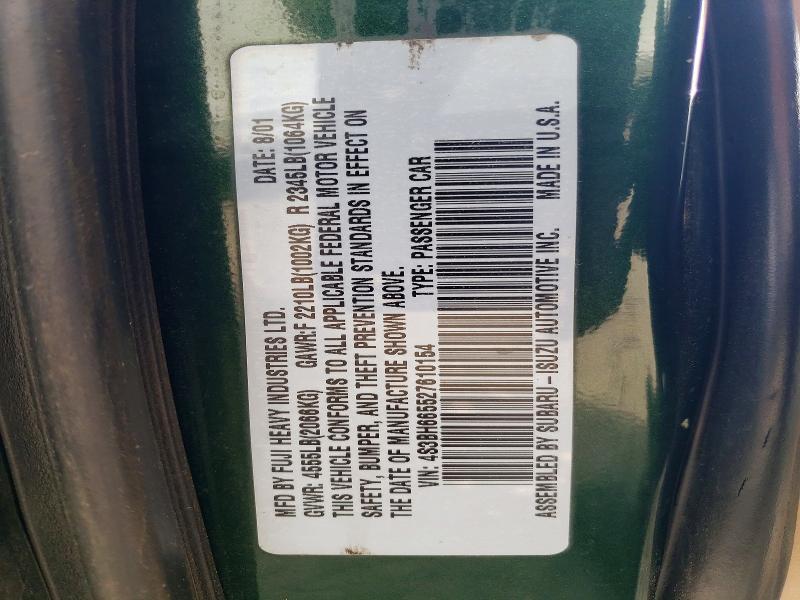 MFD BY FUJI HEAVY INDUSTRIES LTD. DATE: 8/01
GVWR: 4555LB(2066KG) GAWR:F 2210LB(1002KG) R 2345LB(1064KG)
THIS VEHICLE CONFORMS TO ALL APPLICABLE FEDERAL MOTOR VEHICLE
SAFETY, BUMPER, AND THEFT PREVENTION STANDARDS IN EFFECT ON
THE DATE OF MANUFACTURE SHOWN ABOVE.
VIN: 4S3BH665527610154 TYPE: PASSENGER CAR
ASSEMBLED BY SUBARU-ISUZU AUTOMOTIVE INC. MADE IN U.S.A.